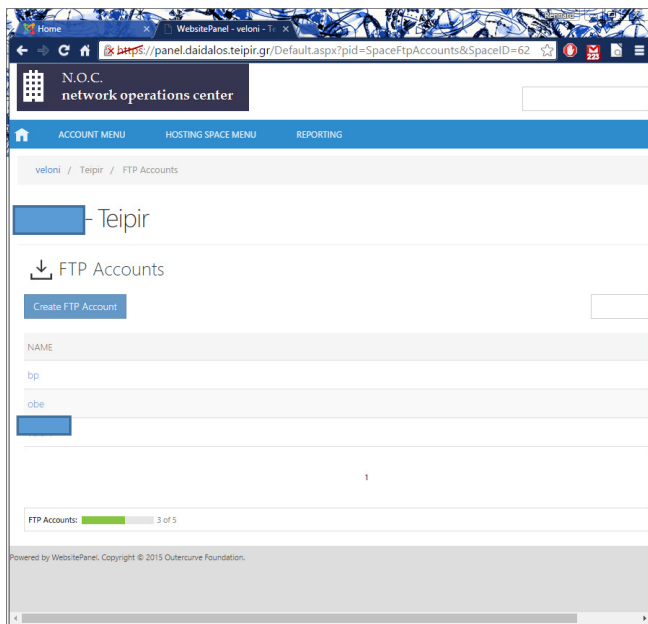 Home
WebsitePanel - veloni - Te
https://panel.daidalos.teipir.gr/Default.aspx?pid=SpaceFtpAccounts&SpaceID=62
223
N.O.C.
network operations center
ACCOUNT MENU HOSTING SPACE MENU REPORTING
veloni / Teipir / FTP Accounts
- Teipir
FTP Accounts
Create FTP Account
NAME
bp
obe
1
FTP Accounts: 3 of 5
Powered by WebsitePanel. Copyright © 2015 Outercurve Foundation.